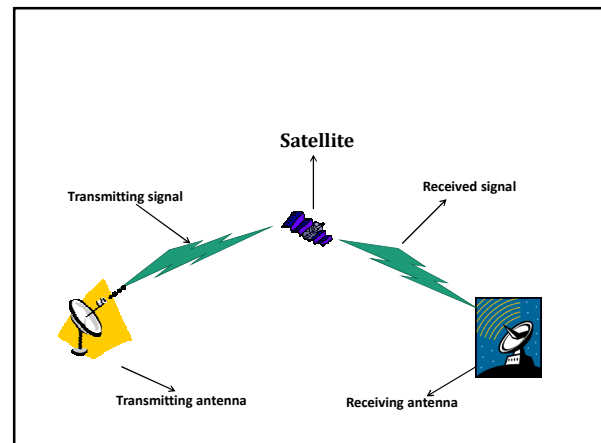 Satellite
Transmitting signal
Received signal
Transmitting antenna
Receiving antenna